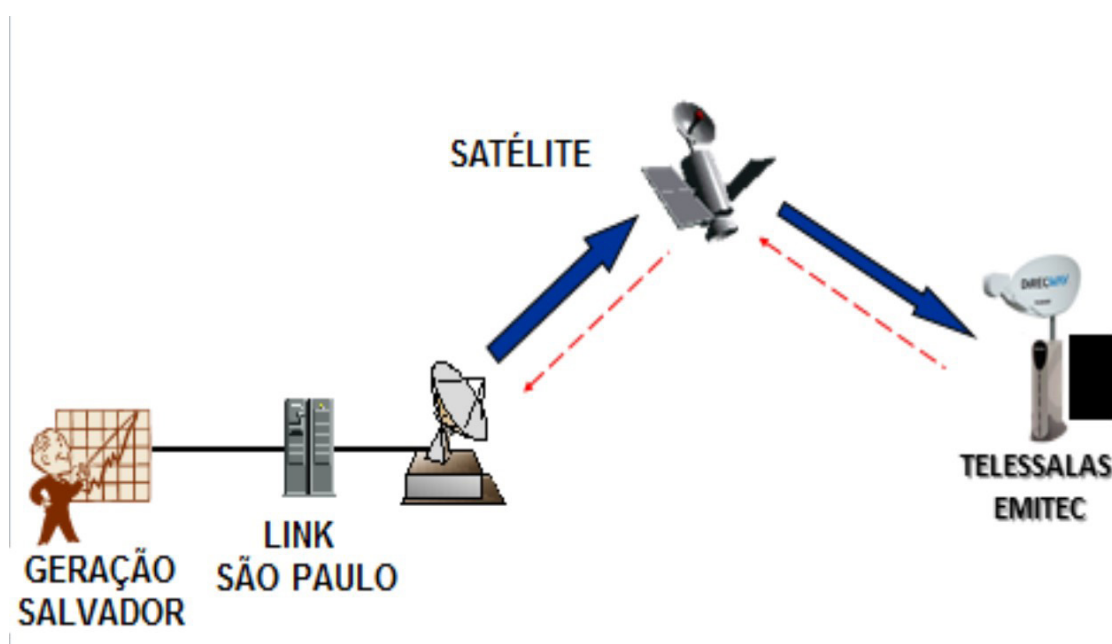 SATÉLITE
TELESSALAS
EMITEC
LINK
SÃO PAULO
GERAÇÃO
SALVADOR